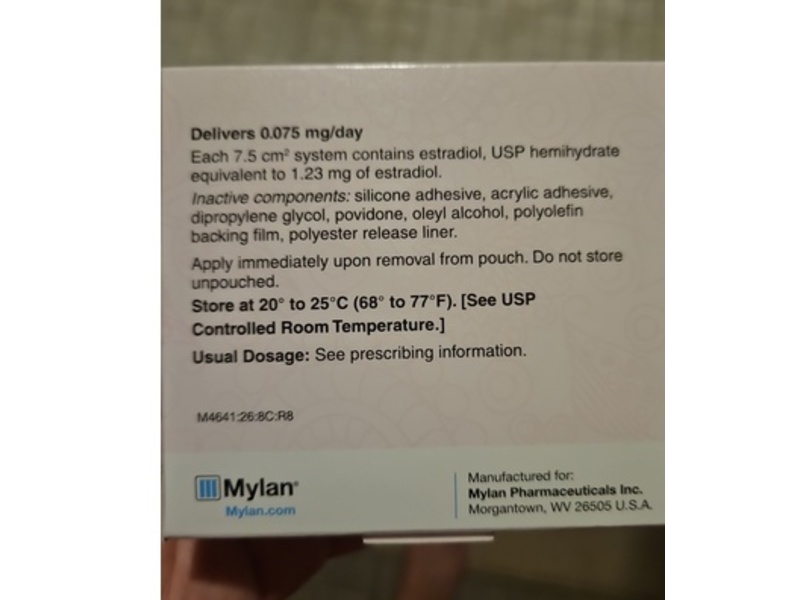 Delivers 0.075 mg/day
Each 7.5 cm² system contains estradiol, USP hemihydrate
equivalent to 1.23 mg of estradiol.
Inactive components: silicone adhesive, acrylic adhesive,
dipropylene glycol, povidone, oleyl alcohol, polyolefin
backing film, polyester release liner.
Apply immediately upon removal from pouch. Do not store
unpouched.
Store at 20° to 25°C (68° to 77°F). [See USP
Controlled Room Temperature.]
Usual Dosage: See prescribing information.
M4641:26:8C:R8
Mylan®
Mylan.com
Manufactured for:
Mylan Pharmaceuticals Inc.
Morgantown, WV 26505 U.S.A.